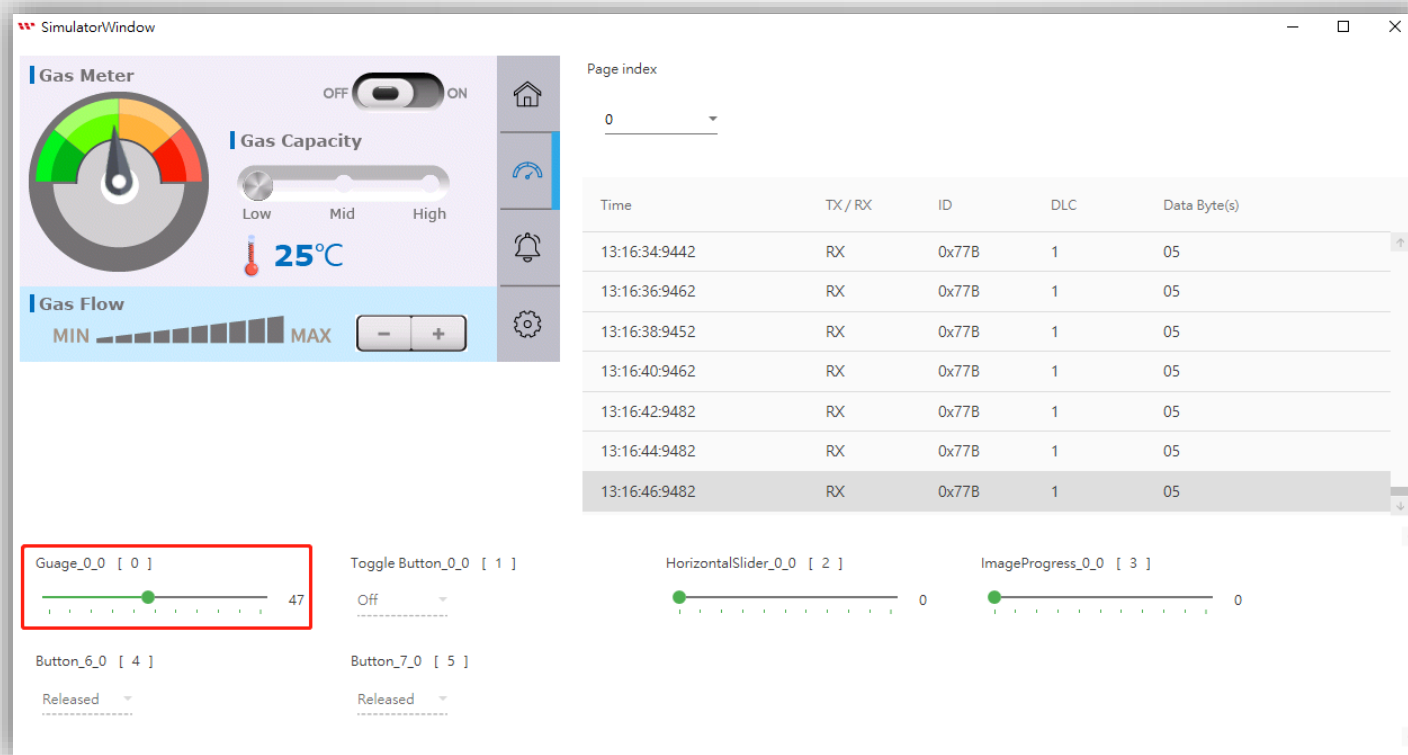 SimulatorWindow
Gas Meter
OFF ON
Gas Capacity
Low Mid High
25°C
Gas Flow
MIN MAX - +
Page index
0
Time TX / RX ID DLC Data Byte(s)
13:16:34:9442 RX 0x77B 1 05
13:16:36:9462 RX 0x77B 1 05
13:16:38:9452 RX 0x77B 1 05
13:16:40:9462 RX 0x77B 1 05
13:16:42:9482 RX 0x77B 1 05
13:16:44:9482 RX 0x77B 1 05
13:16:46:9482 RX 0x77B 1 05
Guage_0_0 [ 0 ] Toggle Button_0_0 [ 1 ] HorizontalSlider_0_0 [ 2 ] ImageProgress_0_0 [ 3 ]
47 Off 0 0
Button_6_0 [ 4 ] Button_7_0 [ 5 ]
Released Released